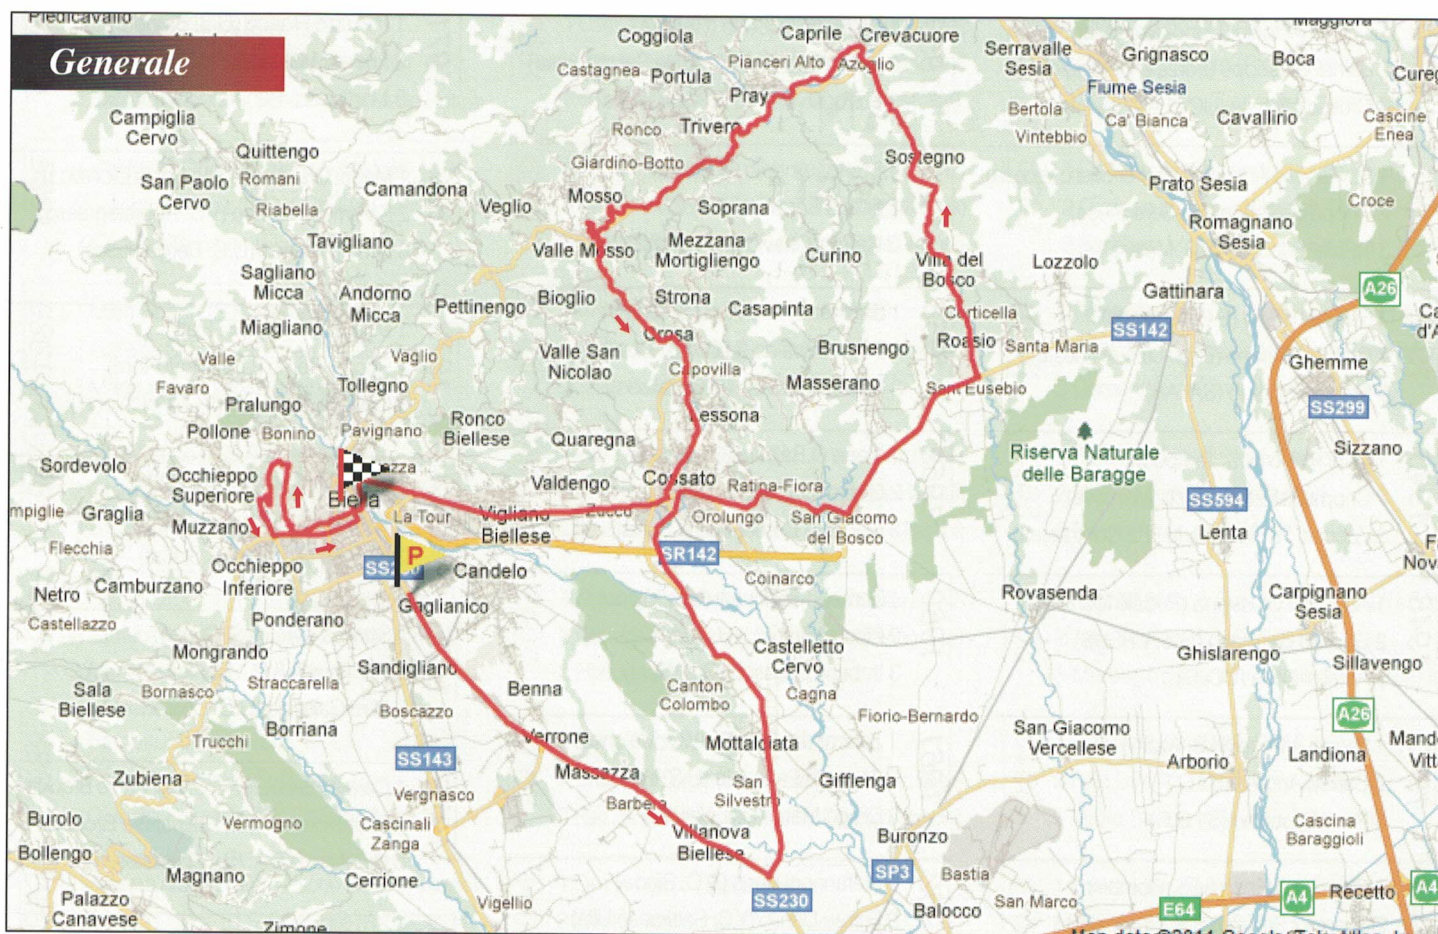 Piedicavallo
Generale
Coggiola
Caprile
Crevacuore
Maggiora
Serravalle
Sesia
Grignasco
Boca
Castagnea
Portula
Pianceri Alto
Azoglio
Fiume Sesia
Pray
Campiglia
Cervo
Bertola
Ca' Bianca
Cavallirio
Cascine
Enea
Ronco
Trivero
Vintebbio
Quittengo
Giardino-Botto
Sostegno
San Paolo
Cervo
Romani
Camandona
Mosso
Prato Sesia
Veglio
Soprana
Croce
Riabella
Romagnano
Sesia
Tavigliano
Valle Mosso
Mezzana
Mortigliengo
Curino
Villa del
Bosco
Lozzolo
Sagliano
Micca
Andorno
Micca
Pettinengo
Bioglio
Strona
Casapinta
Gattinara
A26
Miagliano
Corticella
SS142
Crosa
Roasio
Santa Maria
Valle
Vaglio
Valle San
Nicolao
Brusnengo
Ghemme
Favaro
Tollegno
Capovilla
Masserano
Sant'Eusebio
Pralungo
Ronco
Biellese
Lessona
SS299
Pollone
Bonino
Pavignano
Quaregna
Riserva Naturale
delle Baragge
Sizzano
Sordevolo
Occhieppo
Superiore
Biella
Valdengo
Cossato
Ratina-Fiora
SS594
Graglia
Muzzano
La Tour
Vigliano
Biellese
Zucco
Orolungo
San Giacomo
del Bosco
Lenta
Flecchia
P
SR142
Occhieppo
Inferiore
Candelo
Coinarco
Netro
Camburzano
Gaglianico
Rovasenda
Carpignano
Sesia
Castellazzo
Ponderano
Mongrando
Sandigliano
Castelletto
Cervo
Ghislarengo
Sillavengo
Sala
Biellese
Bornasco
Straccarella
Benna
Canton
Colombo
Cagna
Boscazzo
Fiorio-Bernardo
A26
Trucchi
Borriana
Verrone
Mottalciata
San Giacomo
Vercellese
Landiona
SS143
Arborio
Zubiena
Massazza
San
Silvestro
Gifflenga
Vergnasco
Barbera
Burolo
Vermogno
Cascinali
Zanga
Villanova
Biellese
Buronzo
Cascina
Baraggioli
Bollengo
Magnano
Cerrione
SP3
Bastia
Palazzo
Canavese
Vigellio
SS230
Balocco
San Marco
E64
A4
Recetto
A4
Zimone